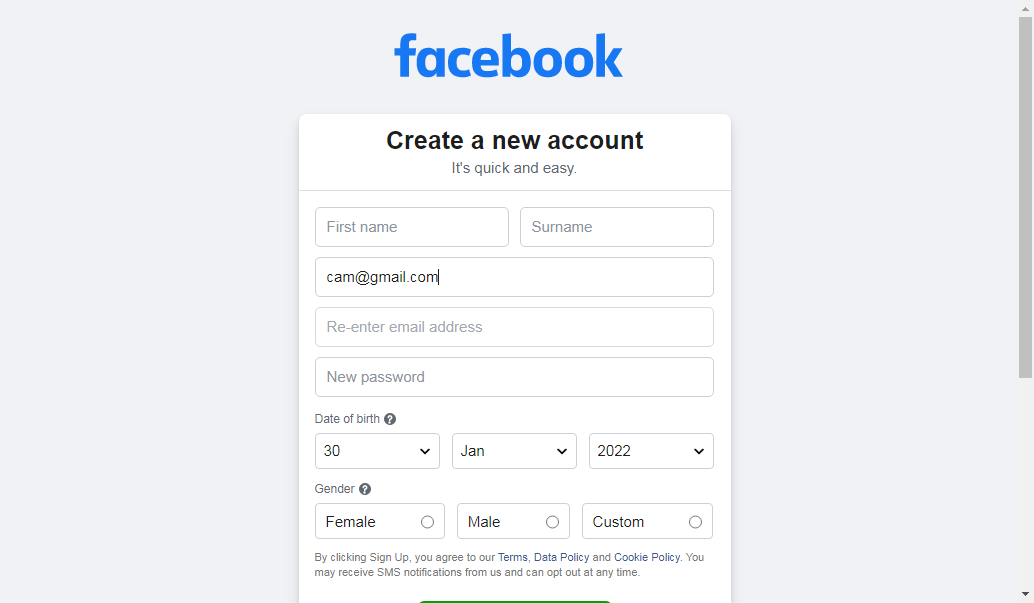 facebook
Create a new account
It's quick and easy.
First name
Surname
cam@gmail.com
Re-enter email address
New password
Date of birth ?
30
Jan
2022
Gender ?
Female
Male
Custom
By clicking Sign Up, you agree to our Terms, Data Policy and Cookie Policy. You
may receive SMS notifications from us and can opt out at any time.